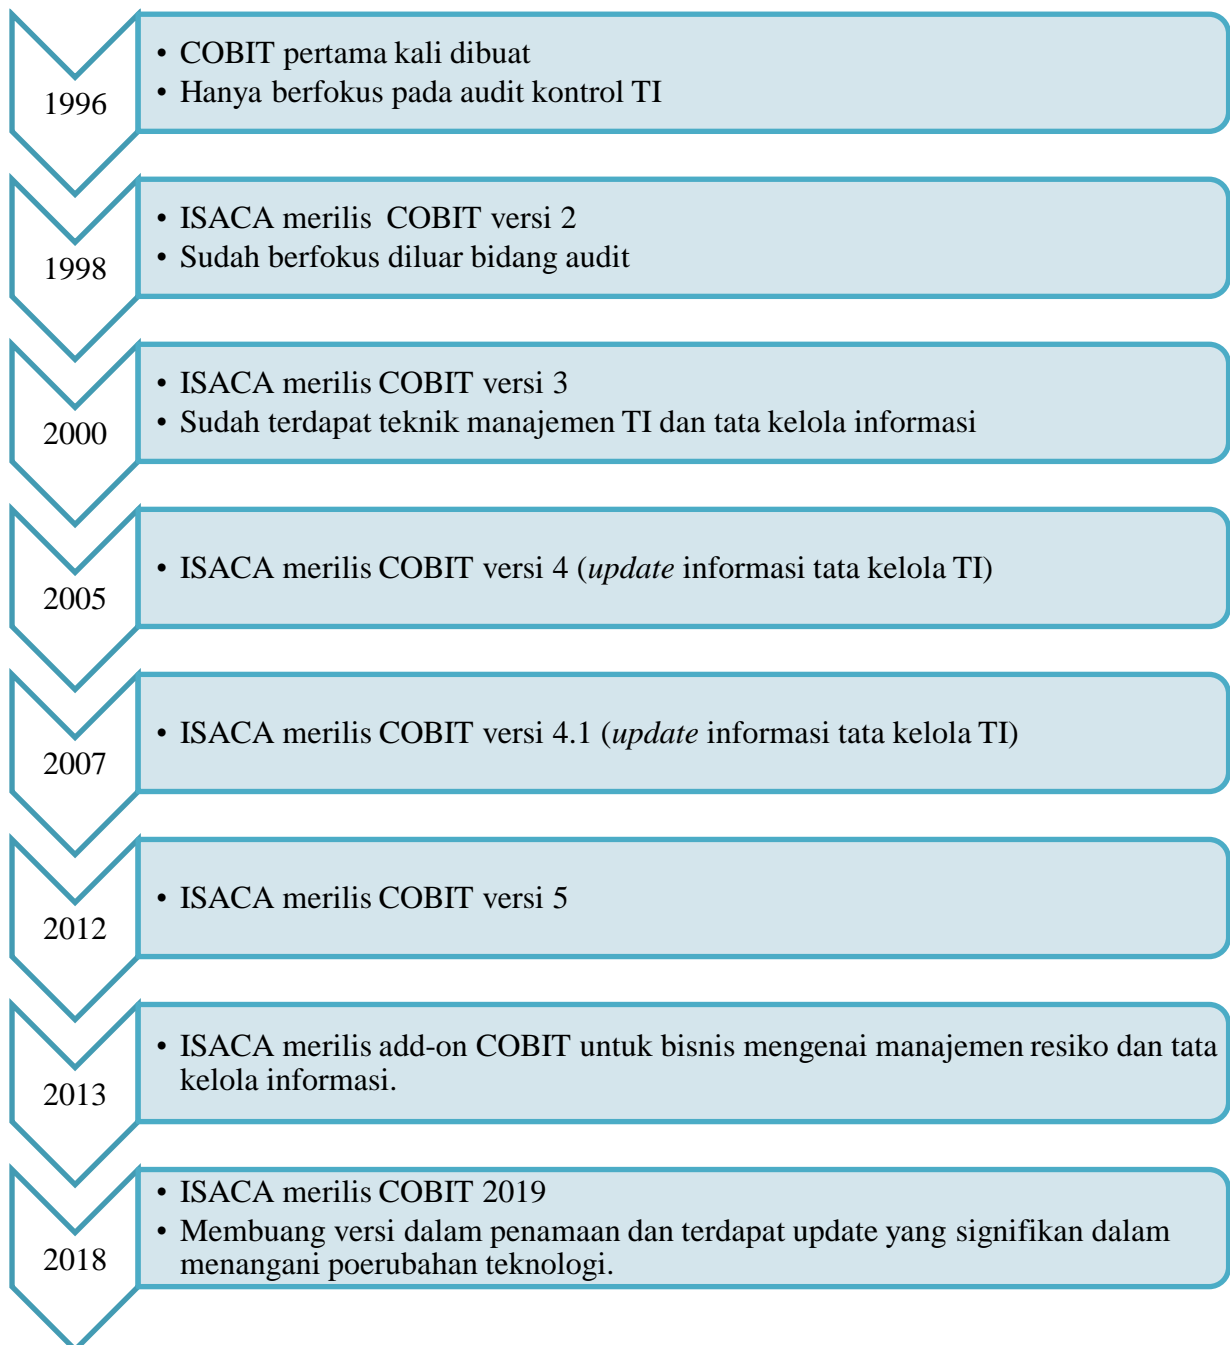 • COBIT pertama kali dibuat
• Hanya berfokus pada audit kontrol TI
1996
• ISACA merilis  COBIT versi 2
• Sudah berfokus diluar bidang audit
1998
• ISACA merilis COBIT versi 3
• Sudah terdapat teknik manajemen TI dan tata kelola informasi
2000
• ISACA merilis COBIT versi 4 (update informasi tata kelola TI)
2005
• ISACA merilis COBIT versi 4.1 (update informasi tata kelola TI)
2007
• ISACA merilis COBIT versi 5
2012
• ISACA merilis add-on COBIT untuk bisnis mengenai manajemen resiko dan tata
kelola informasi.
2013
• ISACA merilis COBIT 2019
• Membuang versi dalam penamaan dan terdapat update yang signifikan dalam
menangani poerubahan teknologi.
2018